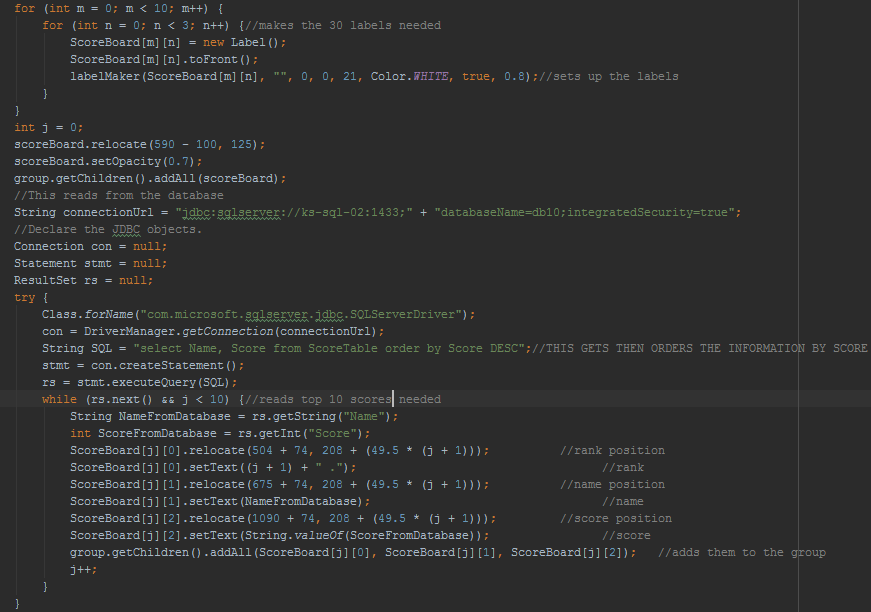 for (int m = 0; m < 10; m++) {
    for (int n = 0; n < 3; n++) {//makes the 30 labels needed
        ScoreBoard[m][n] = new Label();
        ScoreBoard[m][n].toFront();
        labelMaker(ScoreBoard[m][n], "", 0, 0, 21, Color.WHITE, true, 0.8);//sets up the labels
    }
}
int j = 0;
scoreBoard.relocate(590 - 100, 125);
scoreBoard.setOpacity(0.7);
group.getChildren().addAll(scoreBoard);
//This reads from the database
String connectionUrl = "jdbc:sqlserver://ks-sql-02:1433;" + "databaseName=db10;integratedSecurity=true";
//Declare the JDBC objects.
Connection con = null;
Statement stmt = null;
ResultSet rs = null;
try {
    Class.forName("com.microsoft.sqlserver.jdbc.SQLServerDriver");
    con = DriverManager.getConnection(connectionUrl);
    String SQL = "select Name, Score from ScoreTable order by Score DESC";//THIS GETS THEN ORDERS THE INFORMATION BY SCORE
    stmt = con.createStatement();
    rs = stmt.executeQuery(SQL);
    while (rs.next() && j < 10) {//reads top 10 scores needed
        String NameFromDatabase = rs.getString("Name");
        int ScoreFromDatabase = rs.getInt("Score");
        ScoreBoard[j][0].relocate(504 + 74, 208 + (49.5 * (j + 1)));          //rank position
        ScoreBoard[j][0].setText((j + 1) + " .");                                   //rank
        ScoreBoard[j][1].relocate(675 + 74, 208 + (49.5 * (j + 1)));          //name position
        ScoreBoard[j][1].setText(NameFromDatabase);                                 //name
        ScoreBoard[j][2].relocate(1090 + 74, 208 + (49.5 * (j + 1)));         //score position
        ScoreBoard[j][2].setText(String.valueOf(ScoreFromDatabase));                //score
        group.getChildren().addAll(ScoreBoard[j][0], ScoreBoard[j][1], ScoreBoard[j][2]);   //adds them to the group
        j++;
    }
}